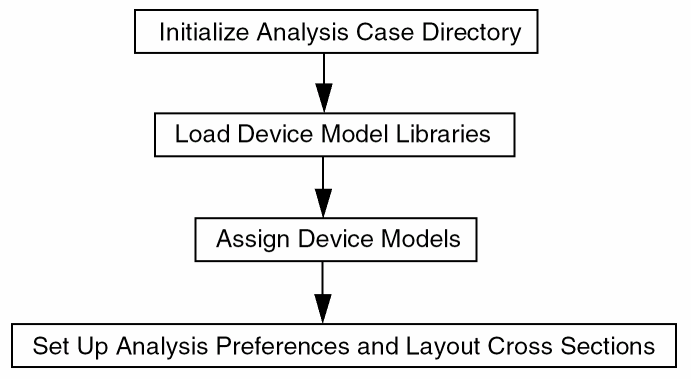 Initialize Analysis Case Directory
Load Device Model Libraries
Assign Device Models
Set Up Analysis Preferences and Layout Cross Sections